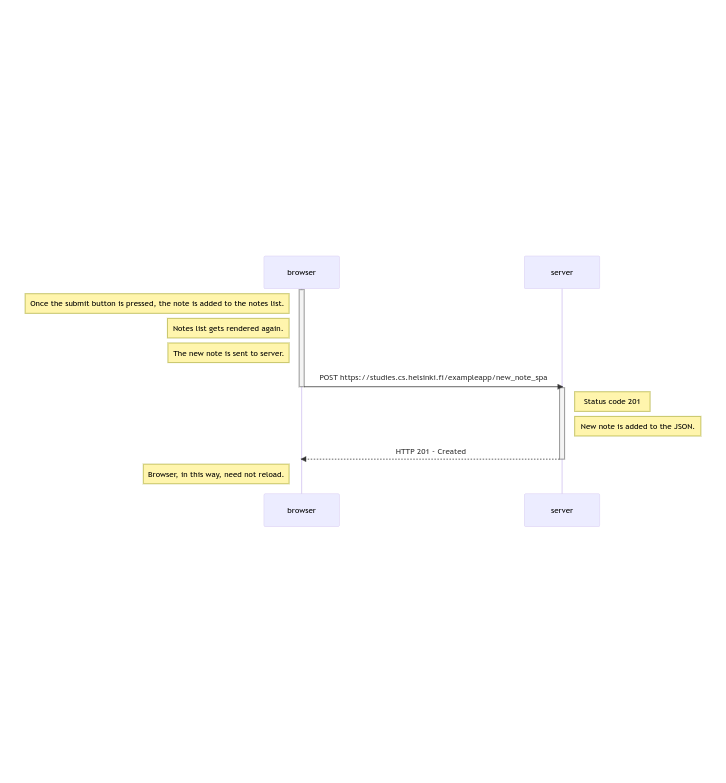 browser
server
Once the submit button is pressed, the note is added to the notes list.
Notes list gets rendered again.
The new note is sent to server.
POST https://studies.cs.helsinki.fi/exampleapp/new_note_spa
Status code 201
New note is added to the JSON.
HTTP 201 - Created
Browser, in this way, need not reload.
browser
server